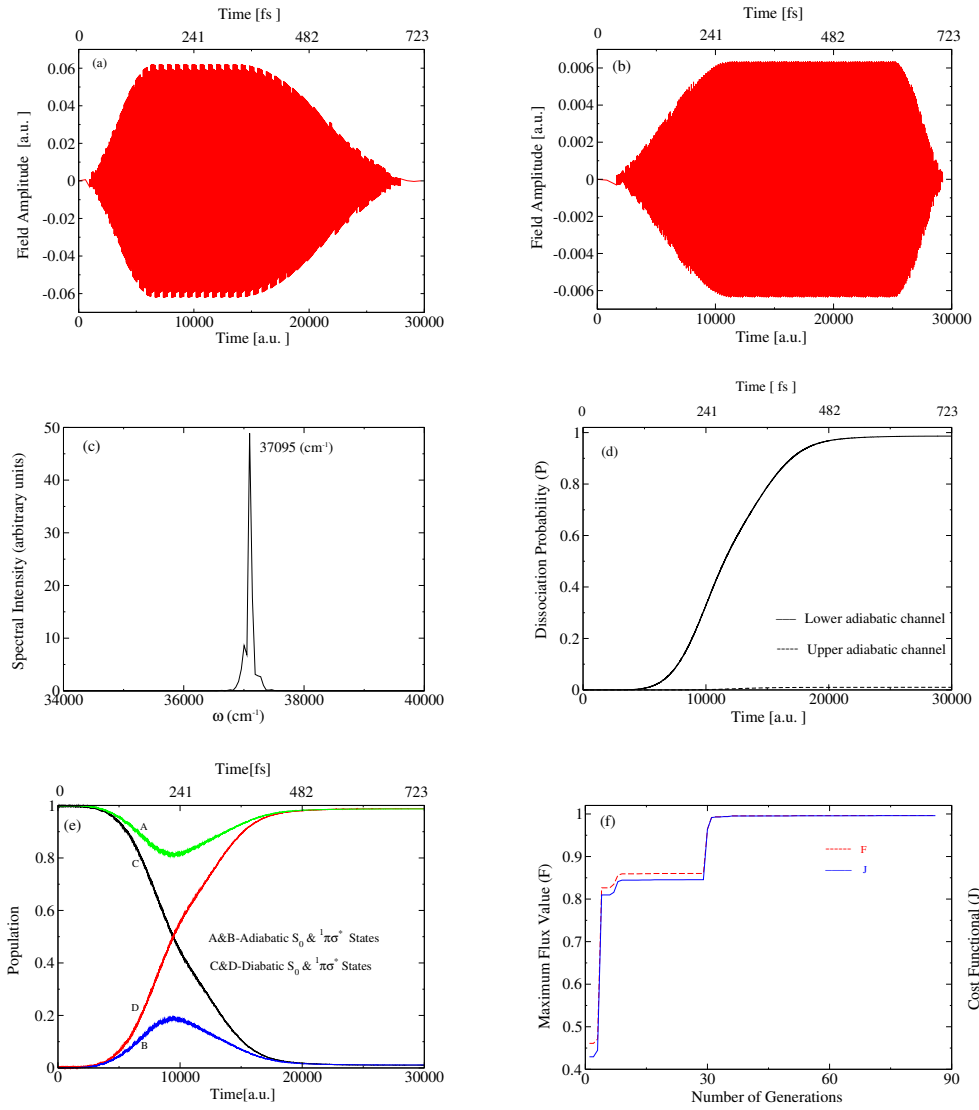 Time [fs ]
0 241 482 723
(a)
0.06
0.04
0.02
0
-0.02
-0.04
-0.06
Field Amplitude [a.u.]
0 10000 20000 30000
Time [a.u. ]
Time [fs ]
0 241 482 723
(b)
0.006
0.004
0.002
0
-0.002
-0.004
-0.006
Field Amplitude [a.u.]
0 10000 20000 30000
Time [a.u. ]
(c)
37095 (cm⁻¹)
50
40
30
20
10
0
Spectral Intensity (arbitrary units)
34000 36000 38000 40000
ω (cm⁻¹)
Time [ fs ]
0 241 482 723
(d)
1
0.8
0.6
0.4
0.2
0
Dissociation Probability (P)
Lower adiabatic channel
Upper adiabatic channel
0 10000 20000 30000
Time [a.u. ]
Time[fs]
0 241 482 723
(e)
1
0.8
0.6
0.4
0.2
0
Population
A
C
A&B-Adiabatic S₀ & ¹πσ* States
C&D-Diabatic S₀ & ¹πσ* States
D
B
0 10000 20000 30000
Time[a.u.]
(f)
1
0.9
0.8
0.7
0.6
0.5
0.4
Maximum Flux Value (F)
F
J
Cost Functional (J)
0 30 60 90
Number of Generations